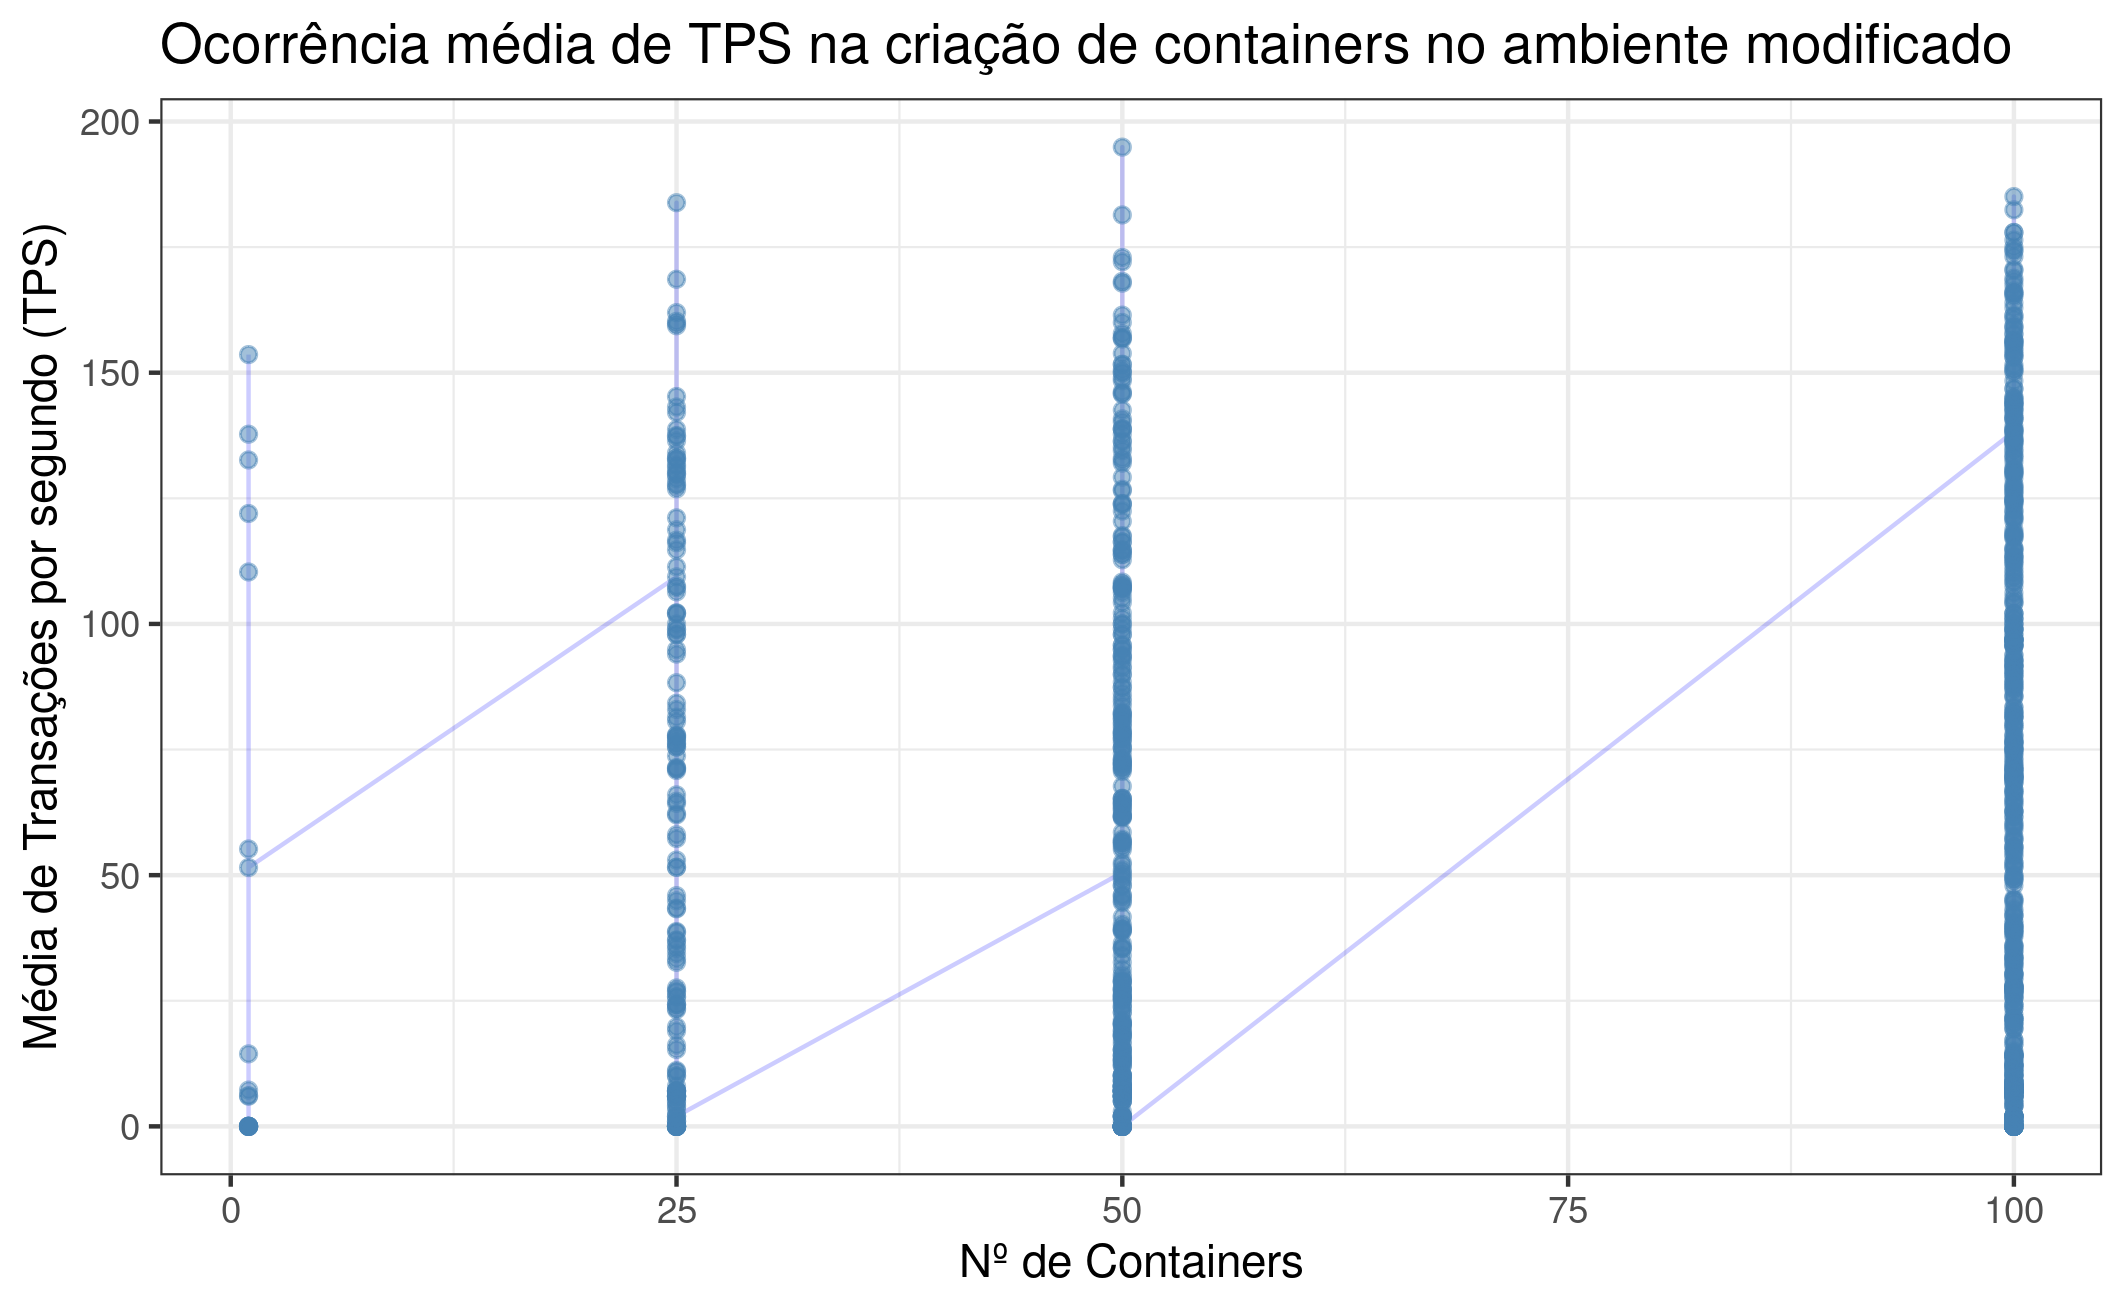 Ocorrência média de TPS na criação de containers no ambiente modificado
Média de Transações por segundo (TPS)
200
150
100
50
0
0 25 50 75 100
Nº de Containers